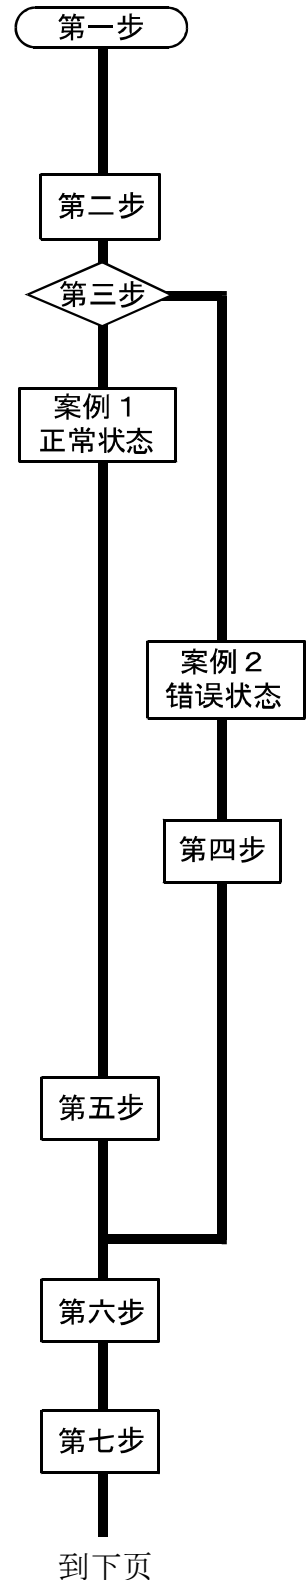 第一步
第二步
第三步
案例 1
正常状态
案例 2
错误状态
第四步
第五步
第六步
第七步
到下页